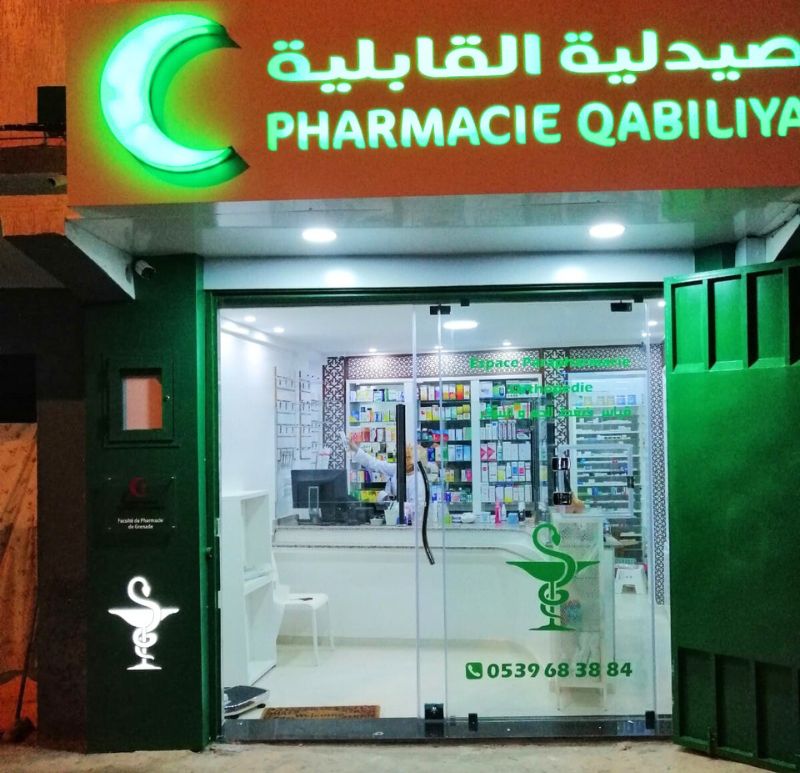 صيدلية القابلية
PHARMACIE QABILIYA
Espace Parapharmacie
Orthopédie
Faculté de Pharmacie
de Grenade
0539 68 38 84